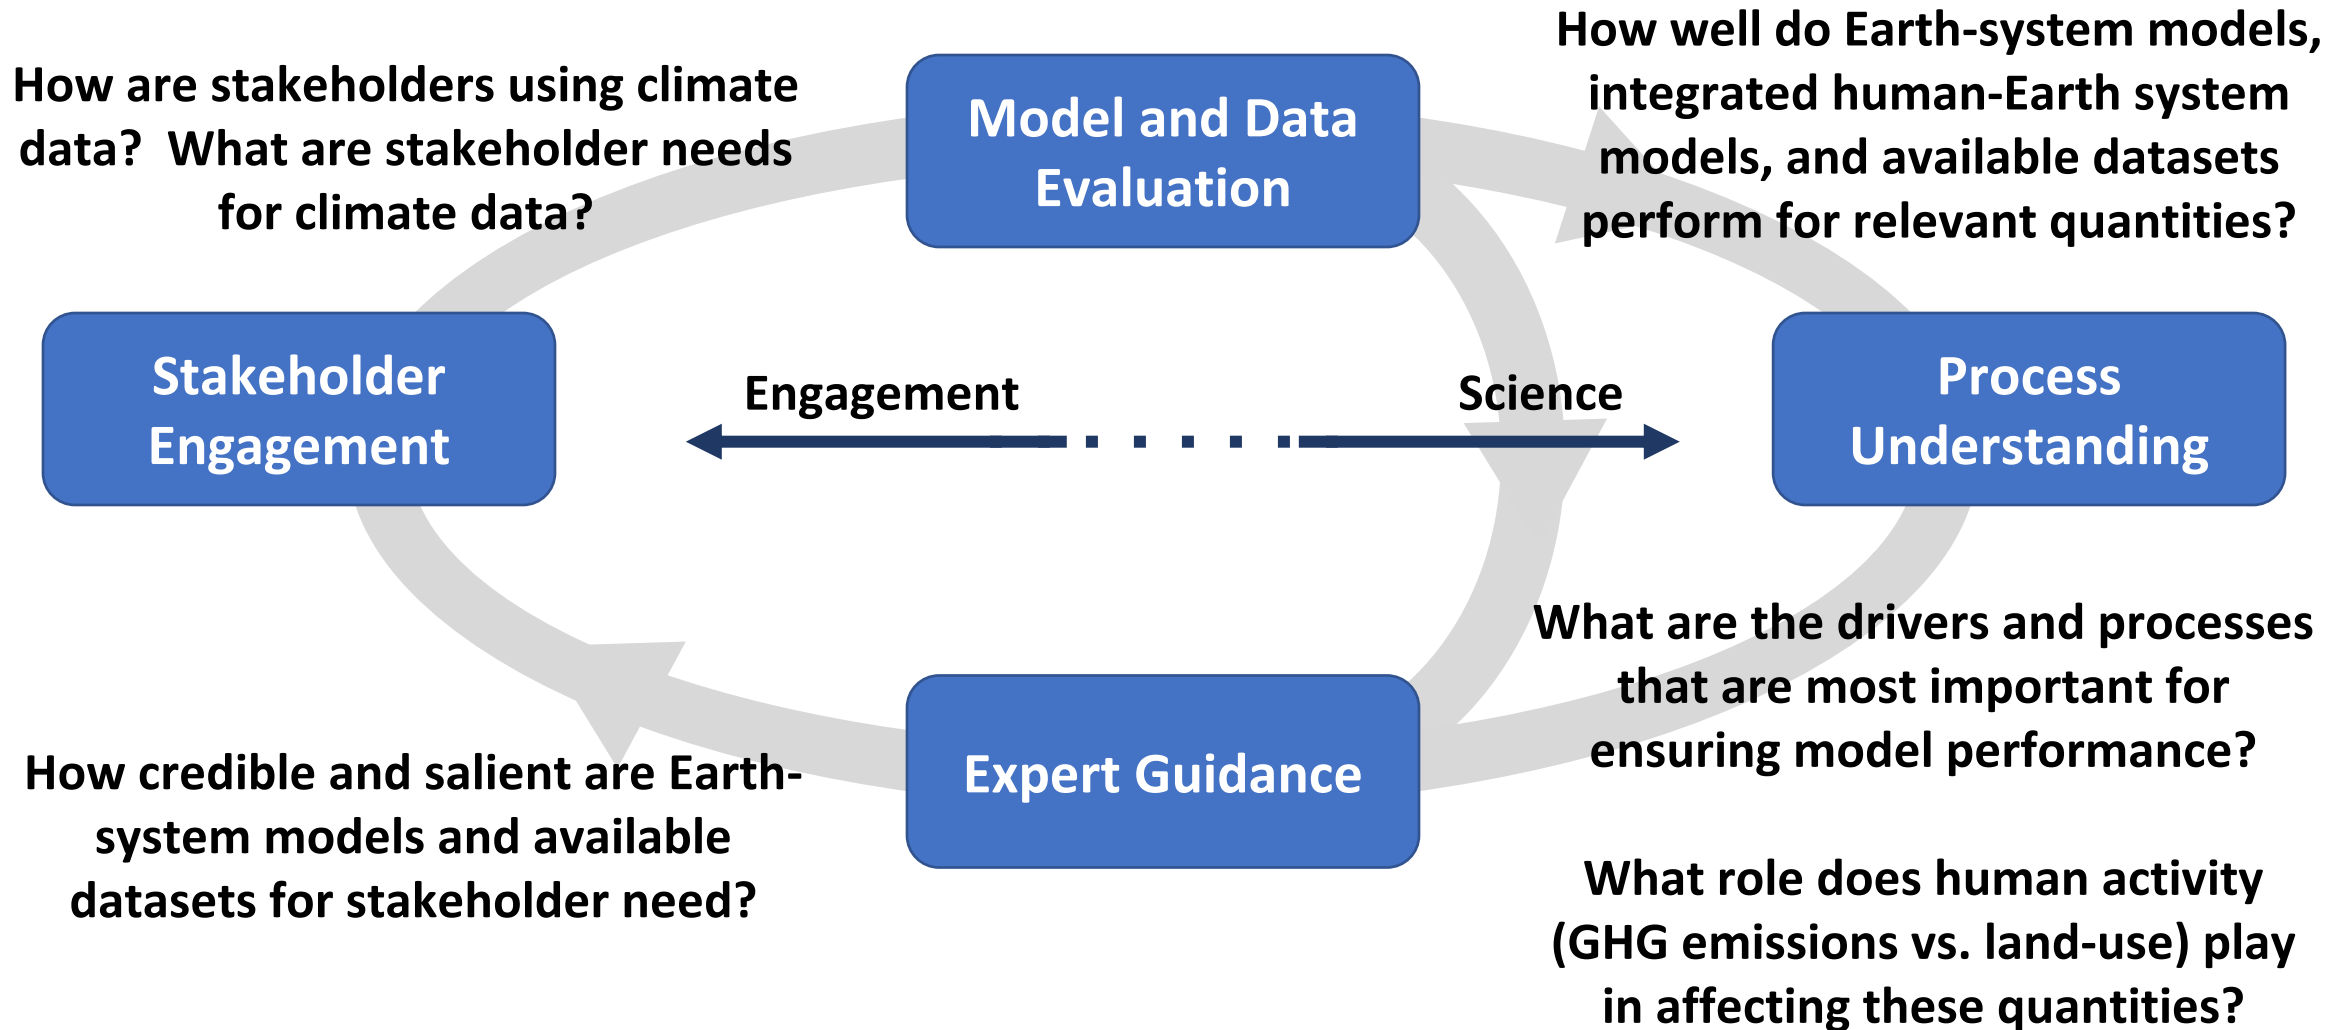 How are stakeholders using climate
data?  What are stakeholder needs
for climate data?
Model and Data
Evaluation
How well do Earth-system models,
integrated human-Earth system
models, and available datasets
perform for relevant quantities?
Stakeholder
Engagement
Engagement
Science
Process
Understanding
How credible and salient are Earth-
system models and available
datasets for stakeholder need?
Expert Guidance
What are the drivers and processes
that are most important for
ensuring model performance?
What role does human activity
(GHG emissions vs. land-use) play
in affecting these quantities?